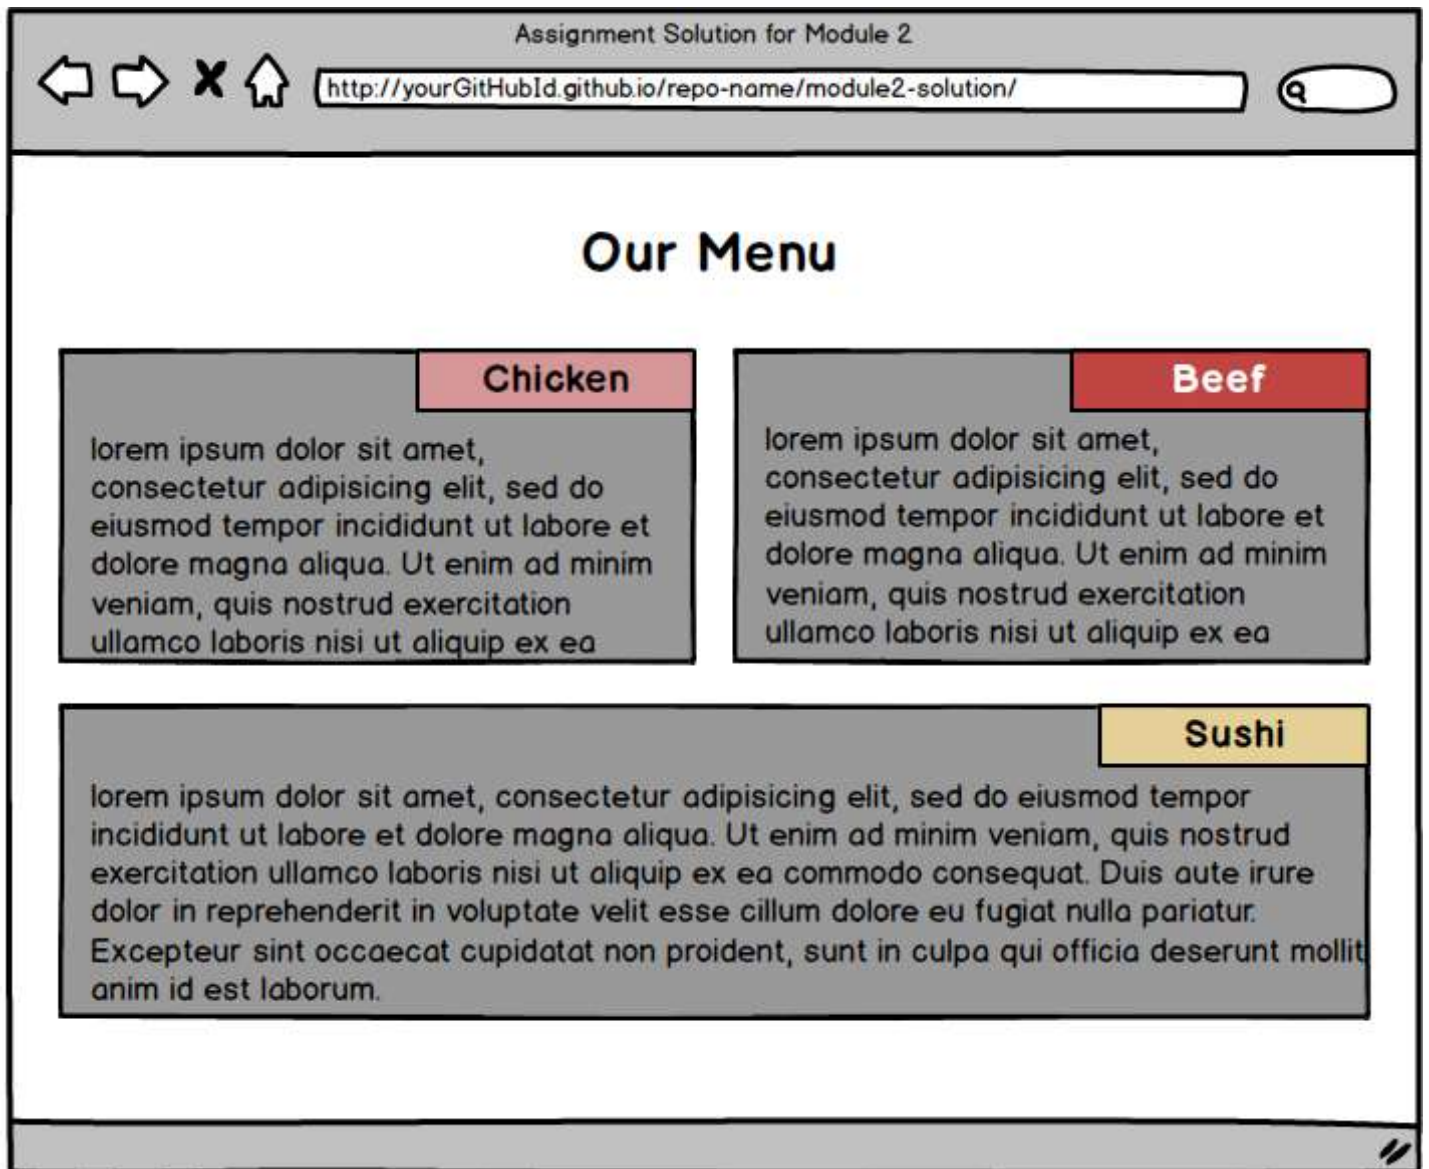 Assignment Solution for Module 2
http://yourGitHubId.github.io/repo-name/module2-solution/
Our Menu
Chicken
lorem ipsum dolor sit amet,
consectetur adipisicing elit, sed do
eiusmod tempor incididunt ut labore et
dolore magna aliqua. Ut enim ad minim
veniam, quis nostrud exercitation
ullamco laboris nisi ut aliquip ex ea
Beef
lorem ipsum dolor sit amet,
consectetur adipisicing elit, sed do
eiusmod tempor incididunt ut labore et
dolore magna aliqua. Ut enim ad minim
veniam, quis nostrud exercitation
ullamco laboris nisi ut aliquip ex ea
Sushi
lorem ipsum dolor sit amet, consectetur adipisicing elit, sed do eiusmod tempor
incididunt ut labore et dolore magna aliqua. Ut enim ad minim veniam, quis nostrud
exercitation ullamco laboris nisi ut aliquip ex ea commodo consequat. Duis aute irure
dolor in reprehenderit in voluptate velit esse cillum dolore eu fugiat nulla pariatur.
Excepteur sint occaecat cupidatat non proident, sunt in culpa qui officia deserunt mollit
anim id est laborum.